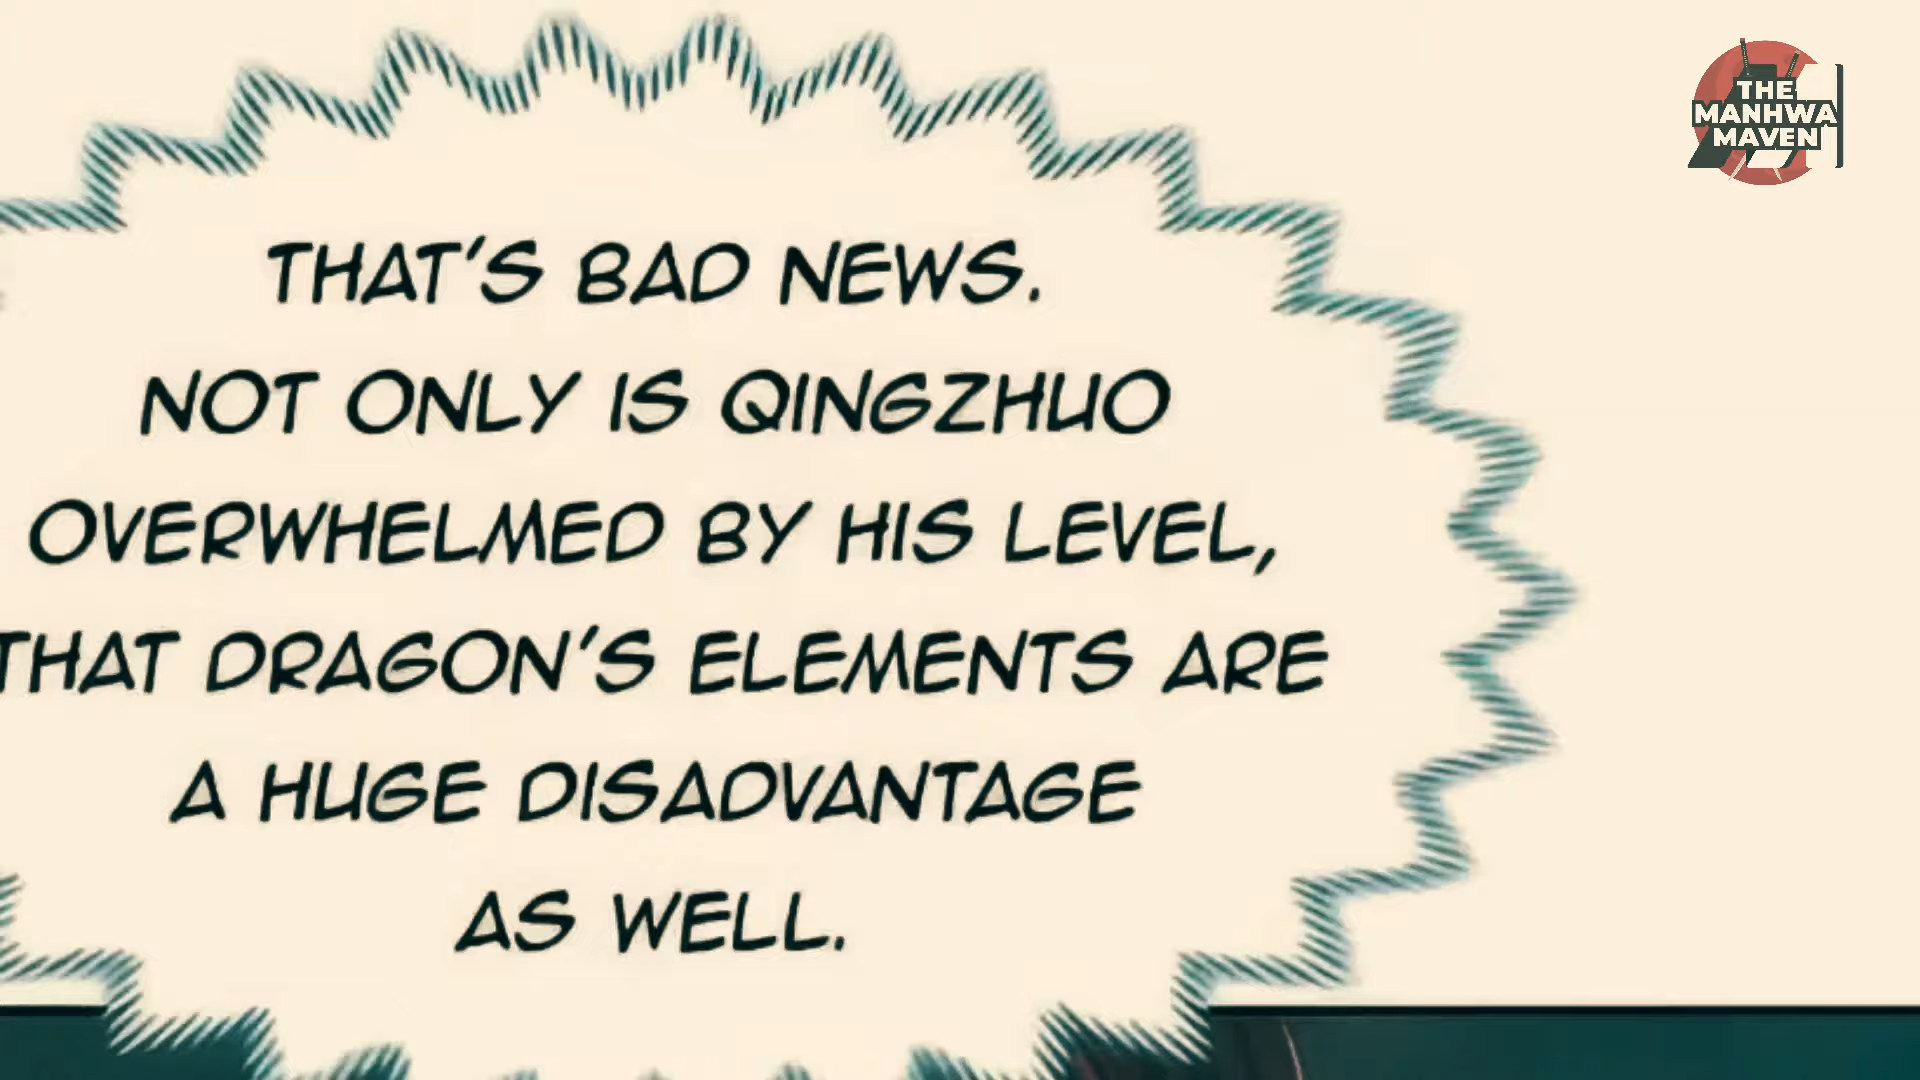 THAT'S BAD NEWS.
NOT ONLY IS QINGZHUO
OVERWHELMED BY HIS LEVEL,
THAT DRAGON'S ELEMENTS ARE
A HUGE DISADVANTAGE
AS WELL.
THE
MANHWA
MAVEN